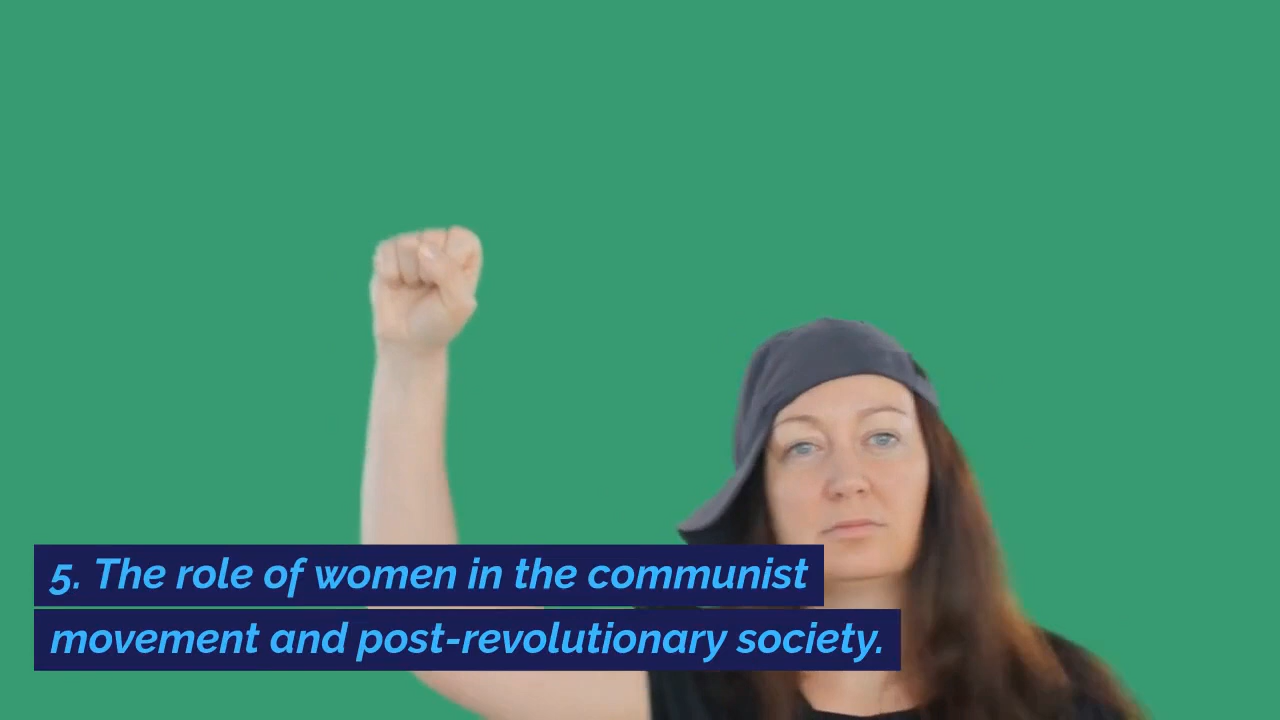 5. The role of women in the communist
movement and post-revolutionary society.